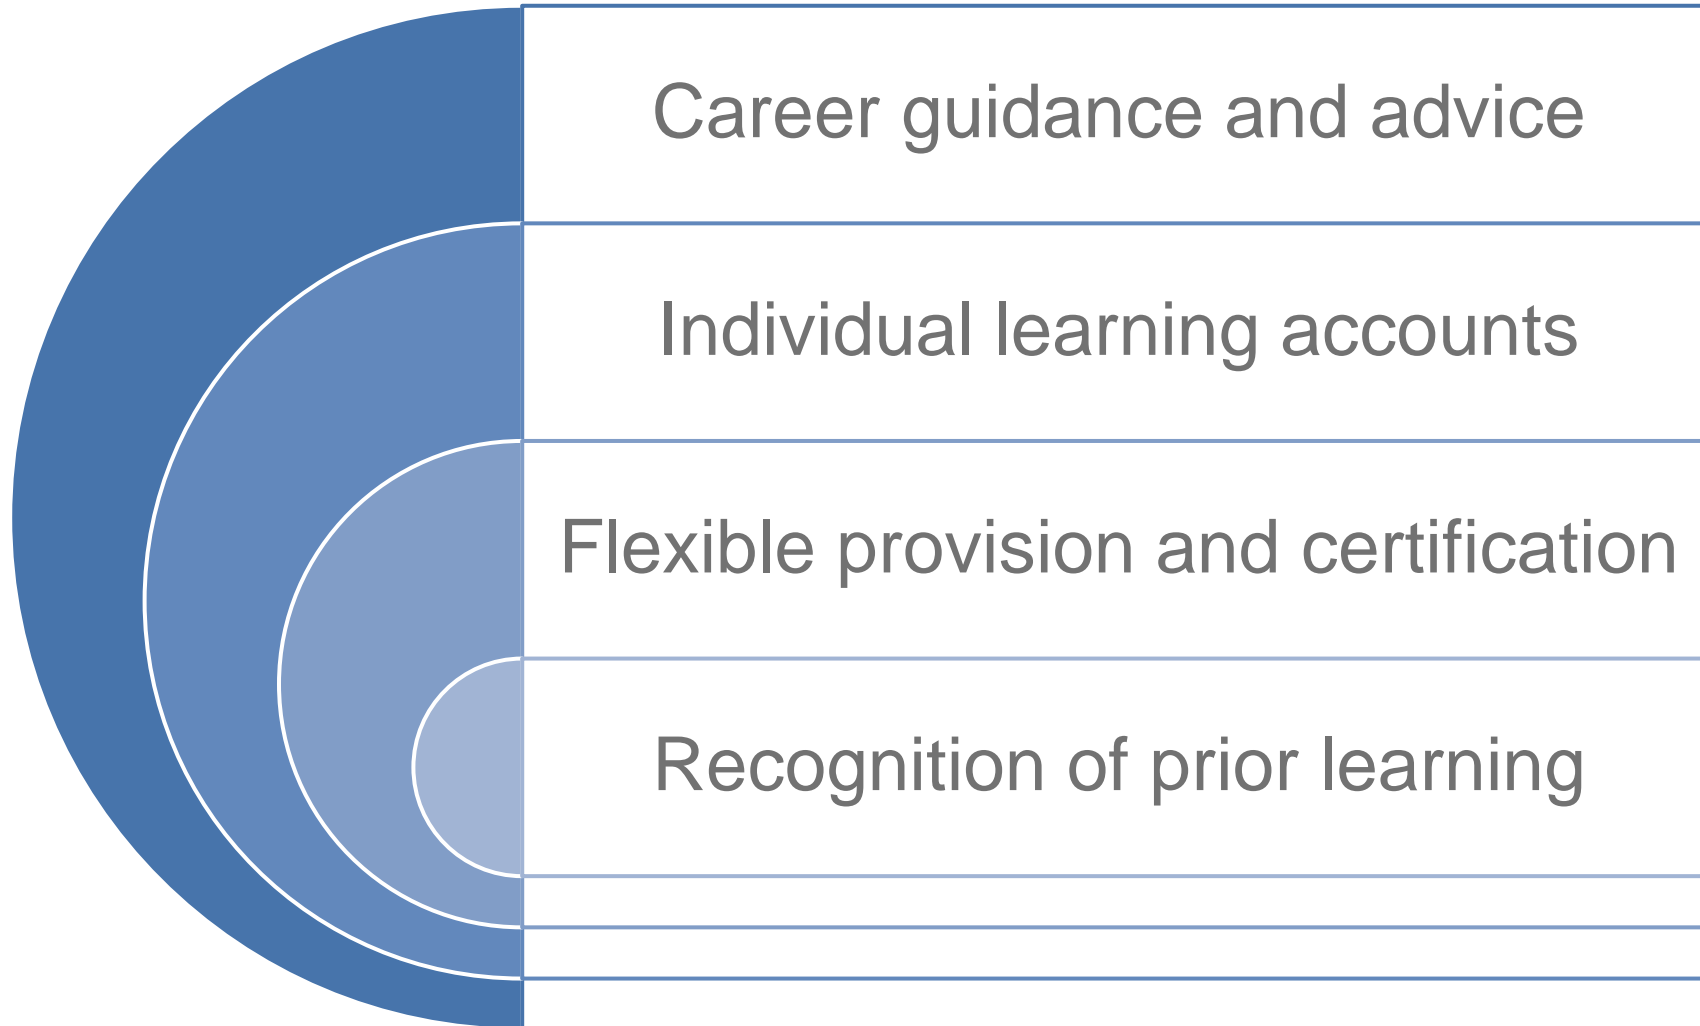 Career guidance and advice
Individual learning accounts
Flexible provision and certification
Recognition of prior learning